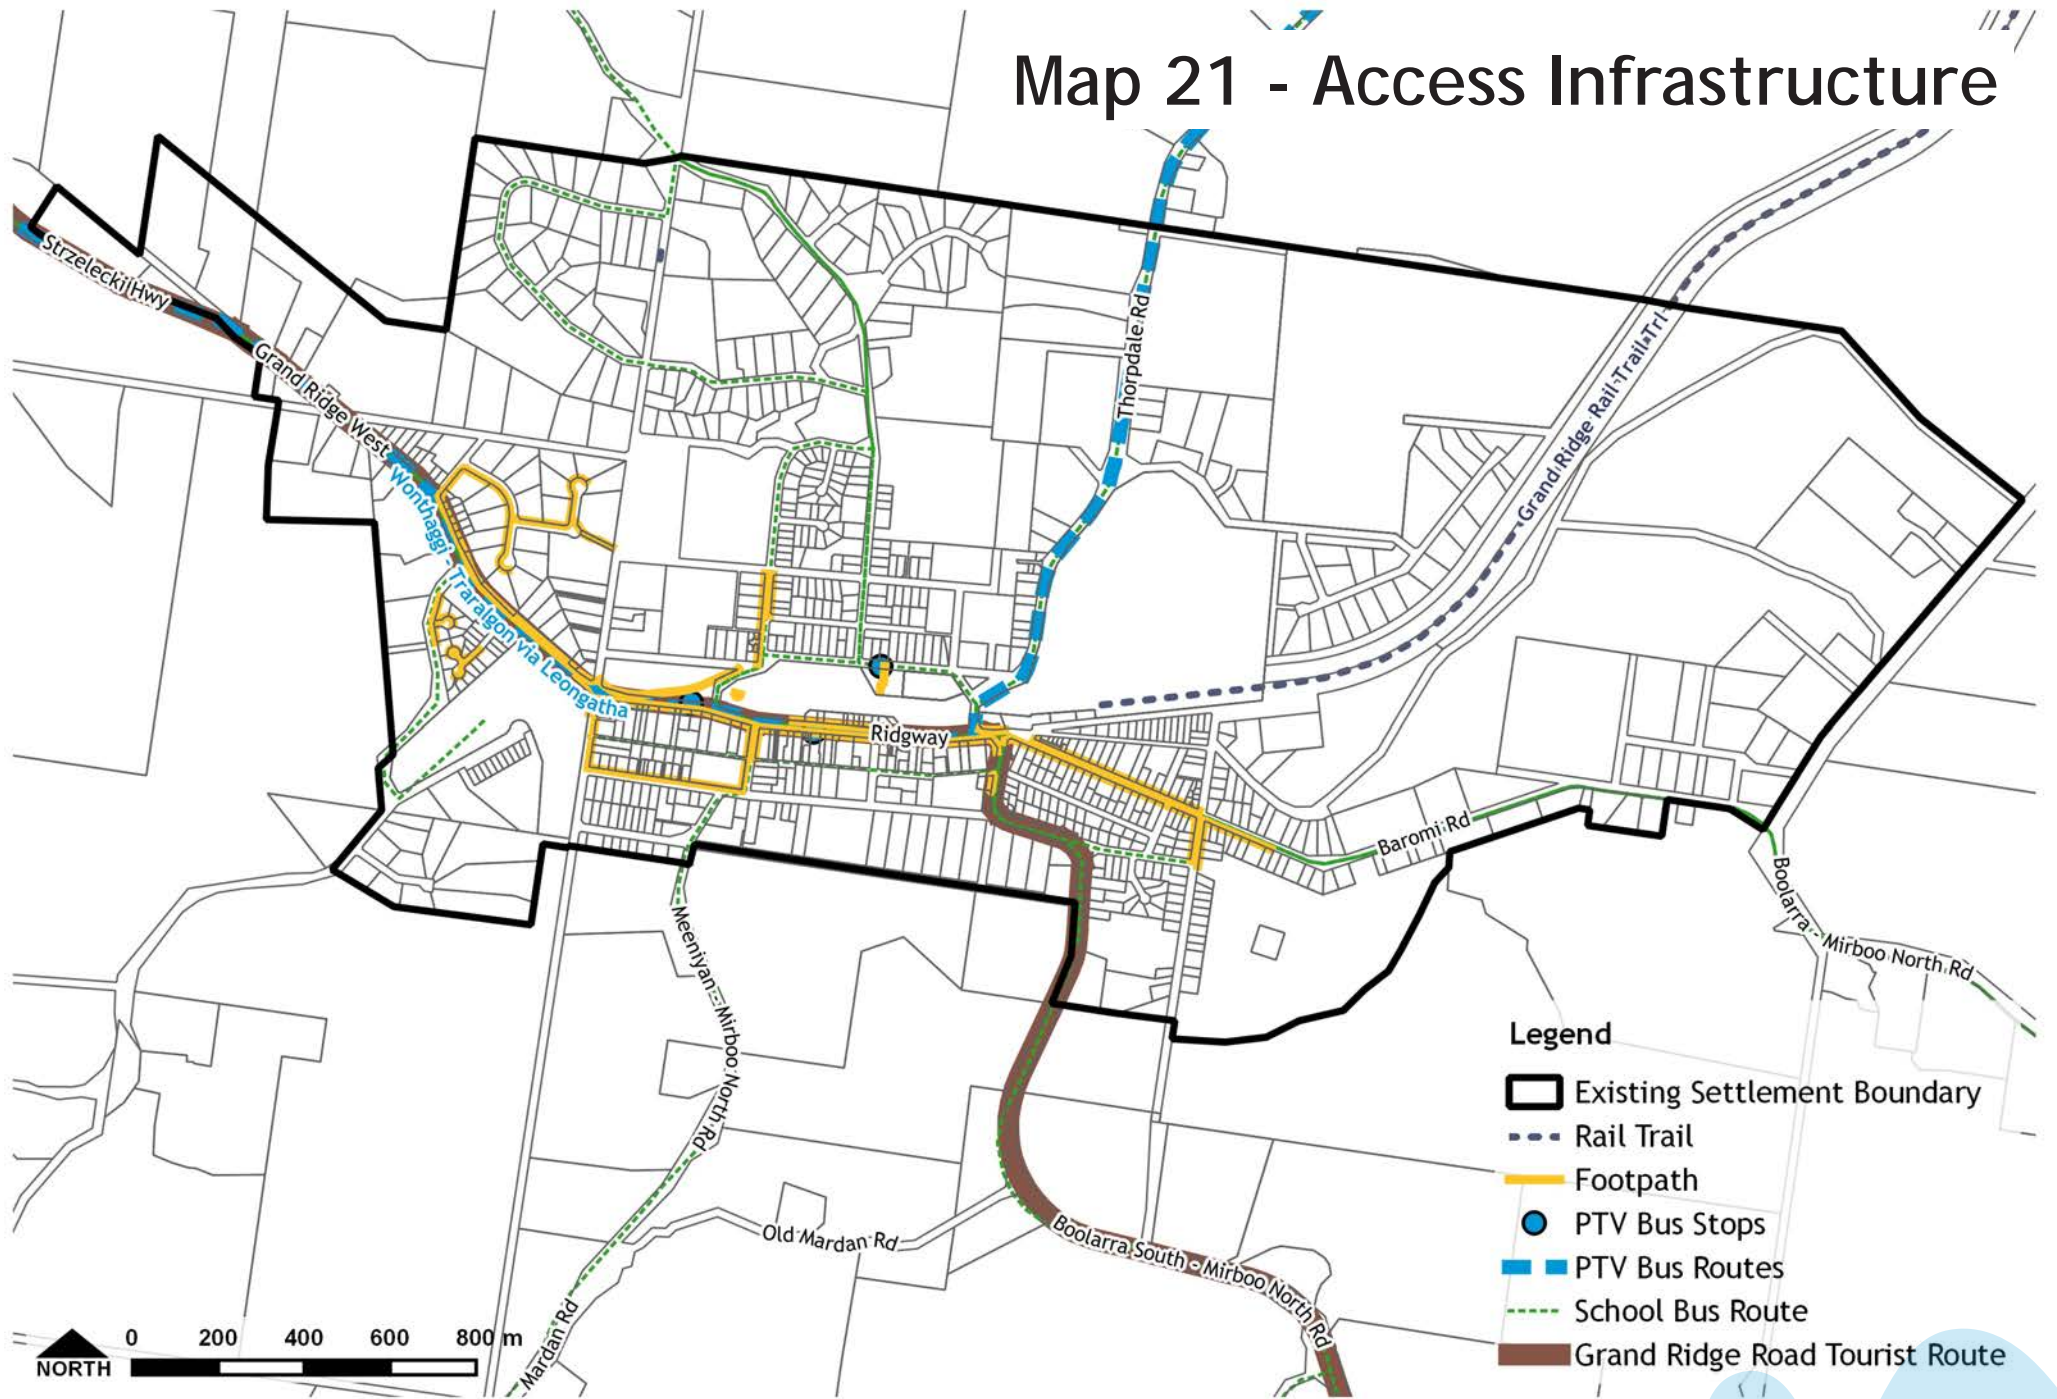 Map 21 - Access Infrastructure
Strzelecki Hwy
Grand Ridge West
Wonthaggi - Traralgon via Leongatha
Thorpdale Rd
Grand Ridge Rail Trail Trl
Ridgway
Baromi Rd
Boolarra - Mirboo North Rd
Meeniyan - Mirboo North Rd
Old Mardan Rd
Boolarra South - Mirboo North Rd
Mardan Rd
Legend
Existing Settlement Boundary
Rail Trail
Footpath
PTV Bus Stops
PTV Bus Routes
School Bus Route
Grand Ridge Road Tourist Route
0 200 400 600 800 m
NORTH